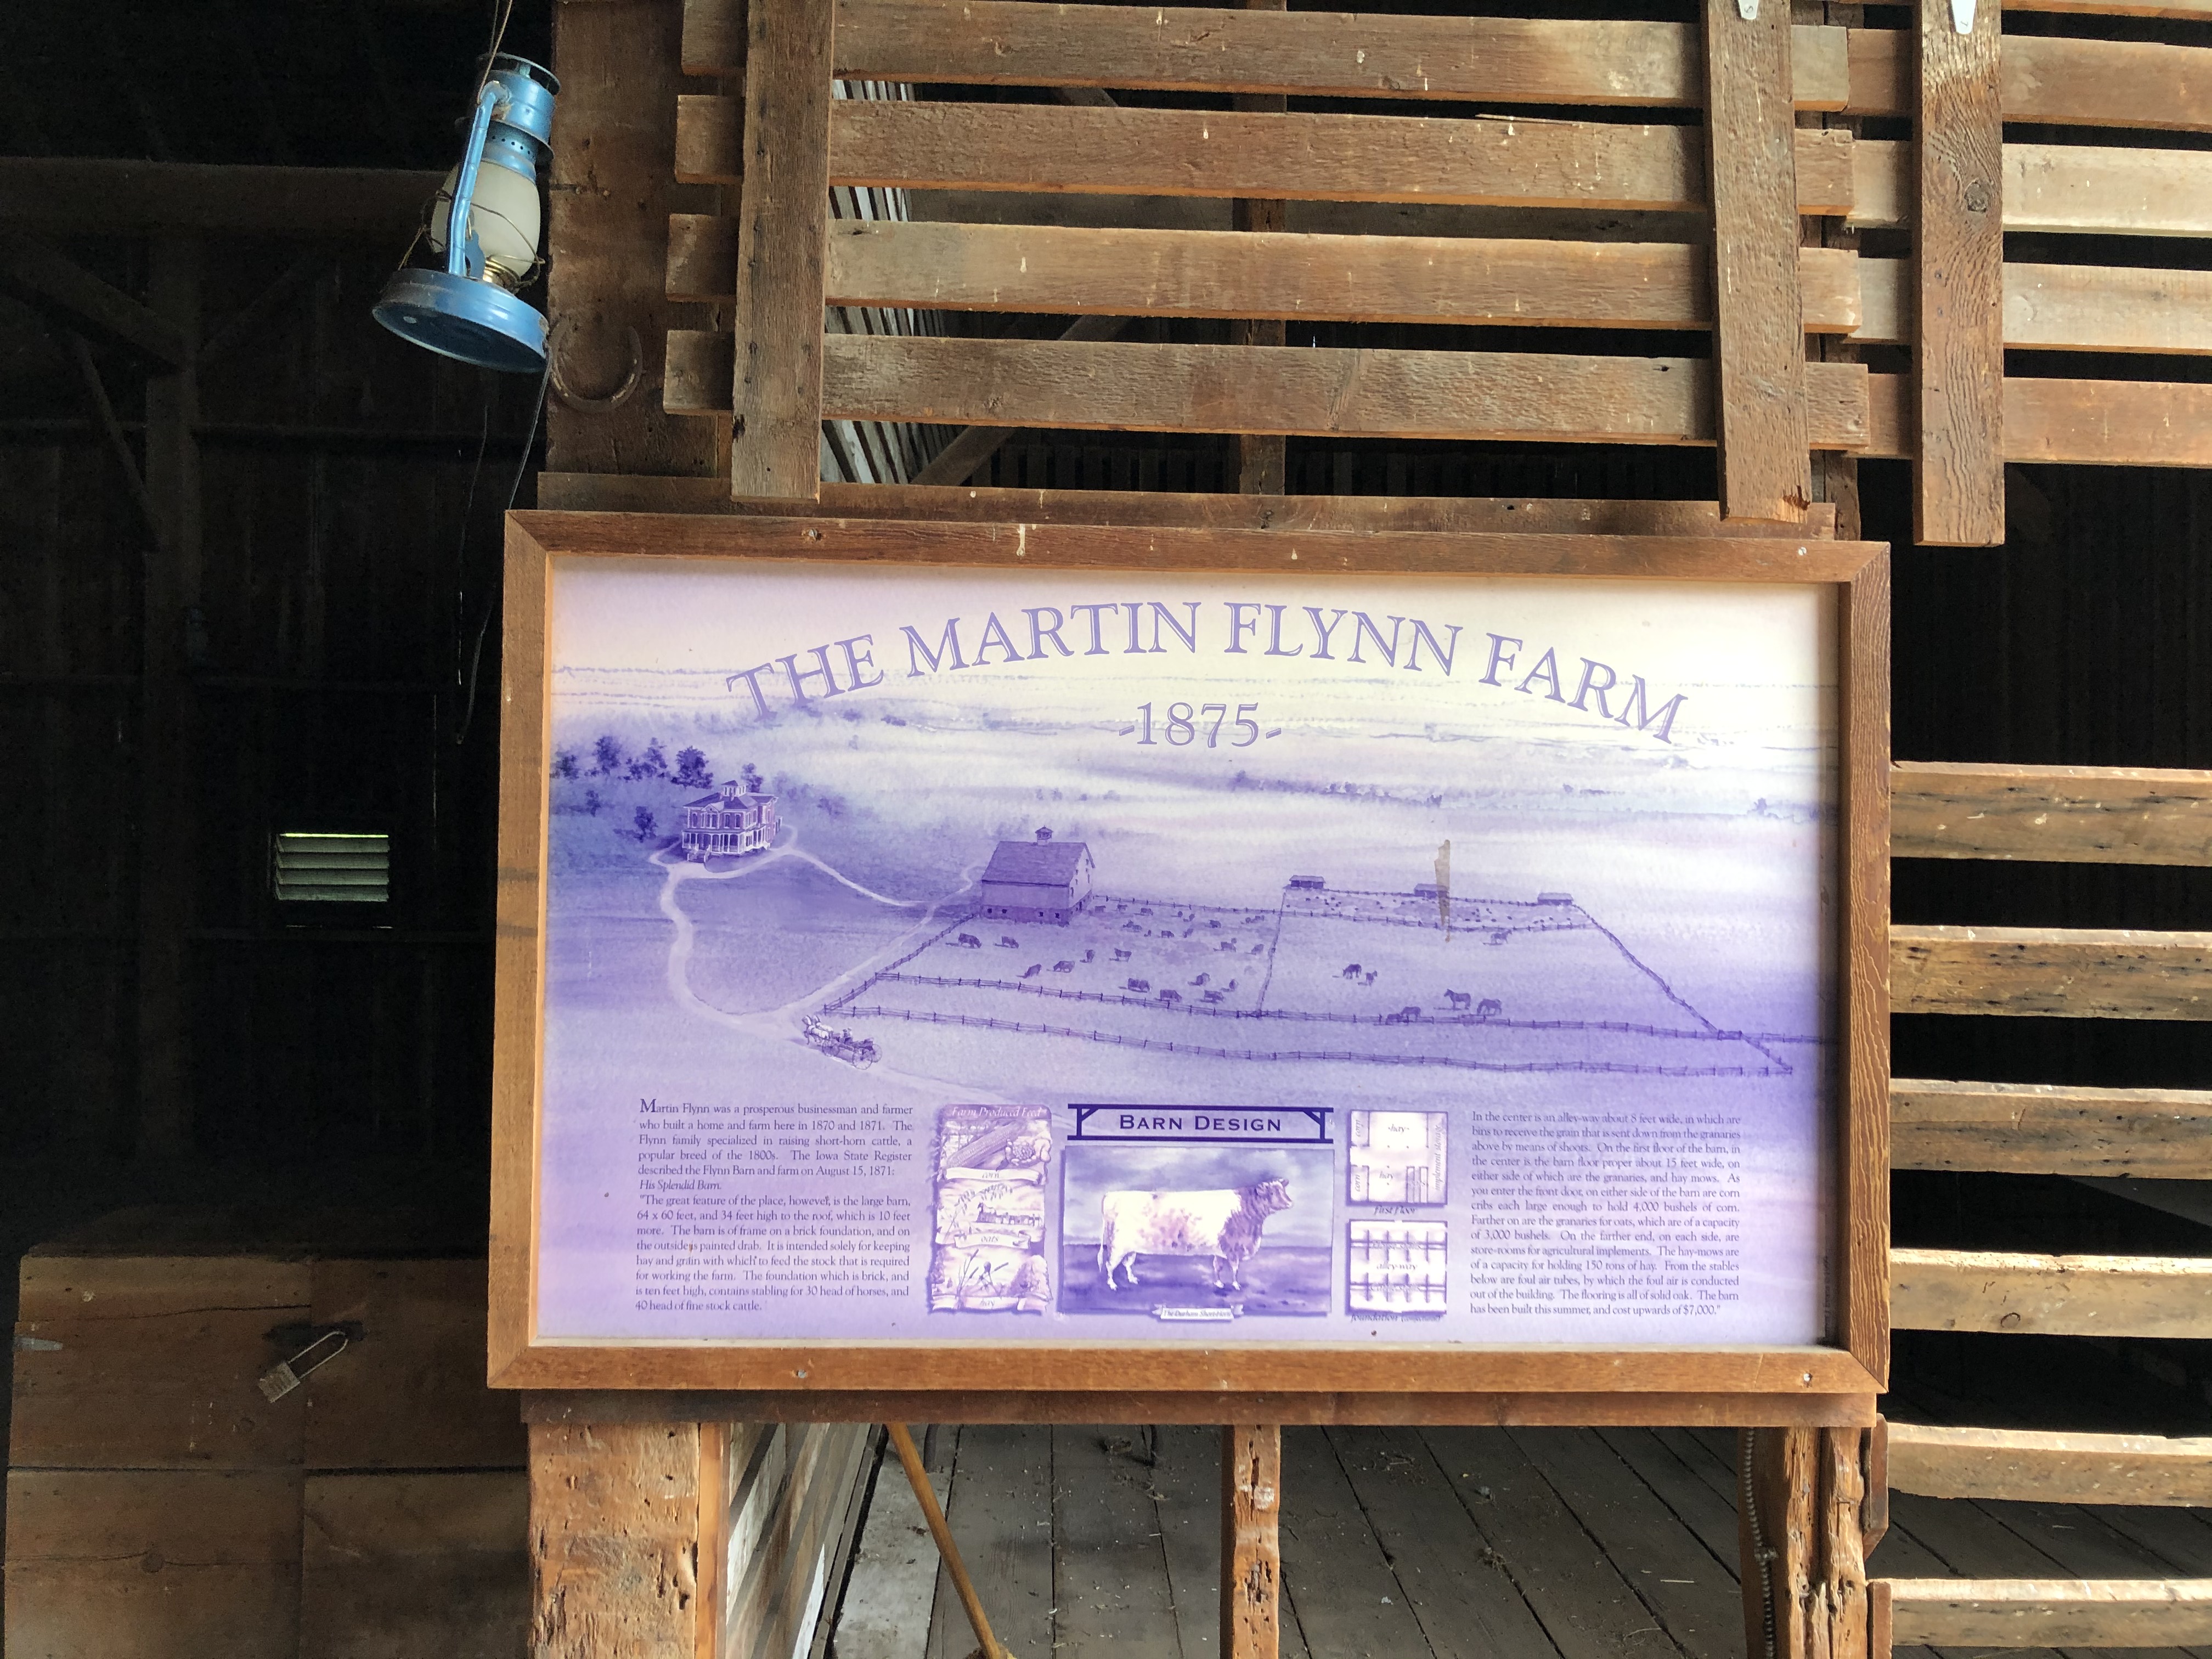 THE MARTIN FLYNN FARM
-1875-
Martin Flynn was a prosperous businessman and farmer
who built a home and farm here in 1870 and 1871. The
Flynn family specialized in raising short-horn cattle, a
popular breed of the 1800s. The Iowa State Register
described the Flynn Barn and farm on August 15, 1871:
His Splendid Barn.
"The great feature of the place, however, is the large barn,
64 x 60 feet, and 34 feet high to the roof, which is 10 feet
more. The barn is of frame on a brick foundation, and on
the outside is painted drab. It is intended solely for keeping
hay and grain with which to feed the stock that is required
for working the farm. The foundation which is brick, and
is ten feet high, contains stabling for 30 head of horses, and
40 head of fine stock cattle.
Farm Produced Feed
corn
oats
hay
BARN DESIGN
The Durham Short-Horn
-hay-
hay
corn
corn
implement storage
first floor
alley-way
foundation
In the center is an alley-way about 8 feet wide, in which are
bins to receive the grain that is sent down from the granaries
above by means of shoots. On the first floor of the barn, in
the center is the barn floor proper about 15 feet wide, on
either side of which are the granaries, and hay mows. As
you enter the front door, on either side of the barn are corn
cribs each large enough to hold 4,000 bushels of corn.
Farther on are the granaries for oats, which are of a capacity
of 3,000 bushels. On the farther end, on each side, are
store-rooms for agricultural implements. The hay-mows are
of a capacity for holding 150 tons of hay. From the stables
below are foul air tubes, by which the foul air is conducted
out of the building. The flooring is all of solid oak. The barn
has been built this summer, and cost upwards of $7,000."